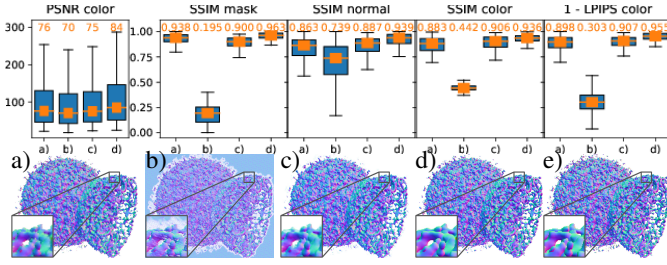 PSNR color
SSIM mask
SSIM normal
SSIM color
1 - LPIPS color
76 70 75 84
0.938 0.195 0.900 0.963
0.863 0.739 0.887 0.939
0.883 0.442 0.906 0.936
0.898 0.303 0.907 0.955
300
200
100
1.00
0.75
0.50
0.25
0.00
a) b) c) d)
a) b) c) d)
a) b) c) d)
a) b) c) d)
a) b) c) d)
a) b) c) d) e)